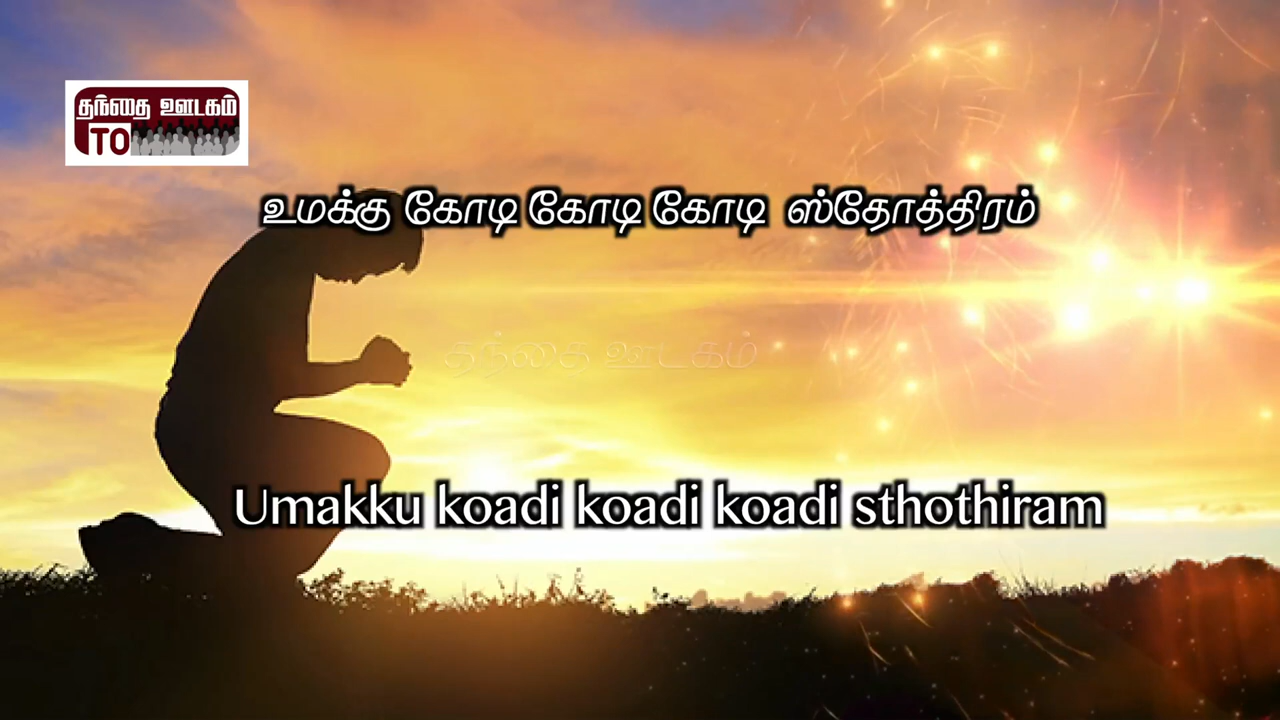 தந்தை ஊடகம்
TO
உமக்கு கோடி கோடி கோடி ஸ்தோத்திரம்
தந்தை ஊடகம்
Umakku koadi koadi koadi sthothiram